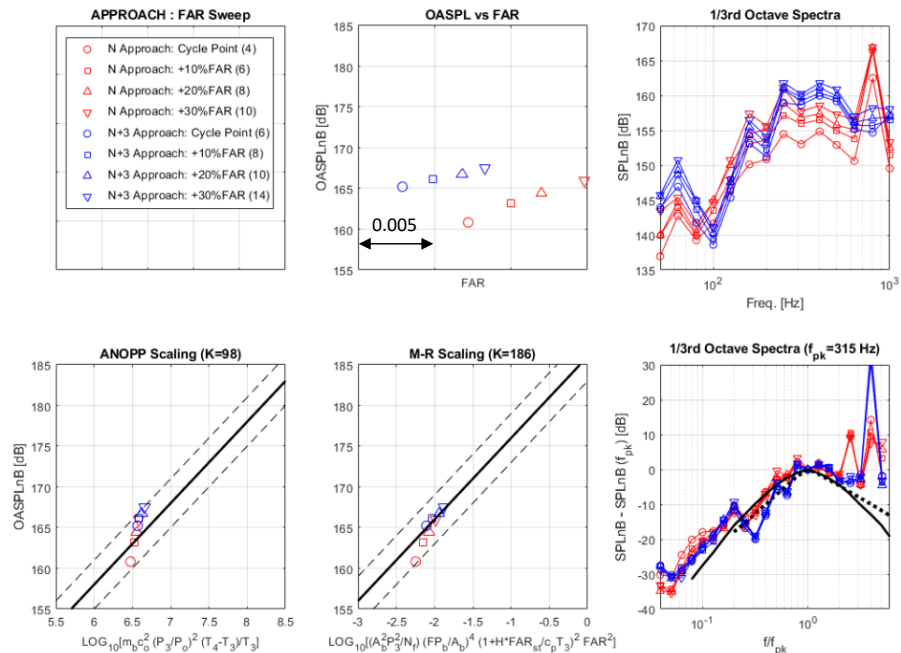 APPROACH : FAR Sweep
N Approach: Cycle Point (4)
N Approach: +10%FAR (6)
N Approach: +20%FAR (8)
N Approach: +30%FAR (10)
N+3 Approach: Cycle Point (6)
N+3 Approach: +10%FAR (8)
N+3 Approach: +20%FAR (10)
N+3 Approach: +30%FAR (14)
OASPL vs FAR
OASPLnB [dB]
185
180
175
170
165
160
155
0.005
FAR
1/3rd Octave Spectra
SPLnB [dB]
170
165
160
155
150
145
140
135
10² 10³
Freq. [Hz]
ANOPP Scaling (K=98)
OASPLnB [dB]
185
180
175
170
165
160
155
5.5 6 6.5 7 7.5 8 8.5
LOG₁₀[m_b c_o² (P₃/P_o)² (T₄-T₃)/T₃]
M-R Scaling (K=186)
185
180
175
170
165
160
155
-3 -2.5 -2 -1.5 -1 -0.5 0
LOG₁₀[(A_b² P₃²/N_f) (FP_b/A_b)⁴ (1+H*FAR_st/c_p T₃)² FAR²]
1/3rd Octave Spectra (f_pk=315 Hz)
SPLnB - SPLnB (f_pk) [dB]
30
20
10
0
-10
-20
-30
-40
10⁻¹ 10⁰
f/f_pk